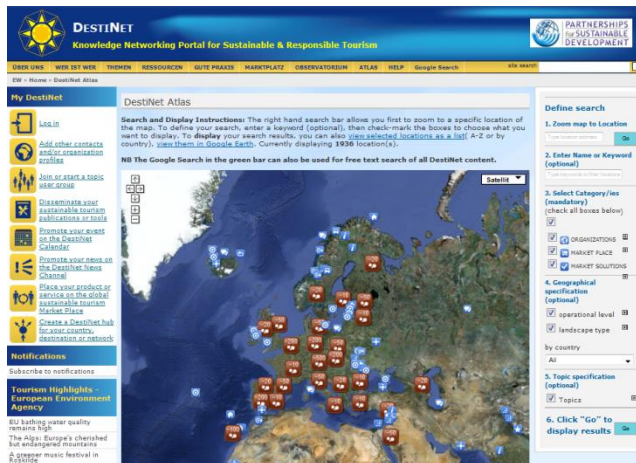 DESTINET
Knowledge Networking Portal for Sustainable & Responsible Tourism
PARTNERSHIPS
for SUSTAINABLE
DEVELOPMENT
ÜBER UNS WER IST WER THEMEN RESSOURCEN GUTE PRAXIS MARKTPLATZ OBSERVATORIUM ATLAS HELP Google Search site search
EW » Home » DestiNet Atlas
My DestiNet
Log in
Add other contacts
and/or organization
profiles
Join or start a topic
user group
Disseminate your
sustainable tourism
publications or tools
Promote your event
on the DestiNet
Calendar
Promote your news on
the DestiNet News
Channel
Place your product or
service on the global
sustainable tourism
Market Place
Create a DestiNet hub
for your country,
destination or network
Notifications
Subscribe to notifications
Tourism Highlights -
European Environment
Agency
EU bathing water quality
remains high
The Alps: Europe's cherished
but endangered mountains
A greener music festival in
Roskilde
DestiNet Atlas
Search and Display Instructions: The right hand search bar allows you first to zoom to a specific location of
the map. To define your search, enter a keyword (optional), then check-mark the boxes to choose what you
want to display. To display your search results, you can also view selected locations as a list( A-Z or by
country), view them in Google Earth. Currently displaying 1936 location(s).
NB The Google Search in the green bar can also be used for free text search of all DestiNet content.
Satellit
Define search
1. Zoom map to Location
Type location address Go
2. Enter Name or Keyword
(optional)
3. Select Category/ies
(mandatory)
(check all boxes below)
ORGANIZATIONS
MARKET PLACE
MARKET SOLUTIONS
4. Geographical
specification
(optional)
operational level
landscape type
by country
All
5. Topic specification
(optional)
Topics
6. Click "Go" to
display results Go